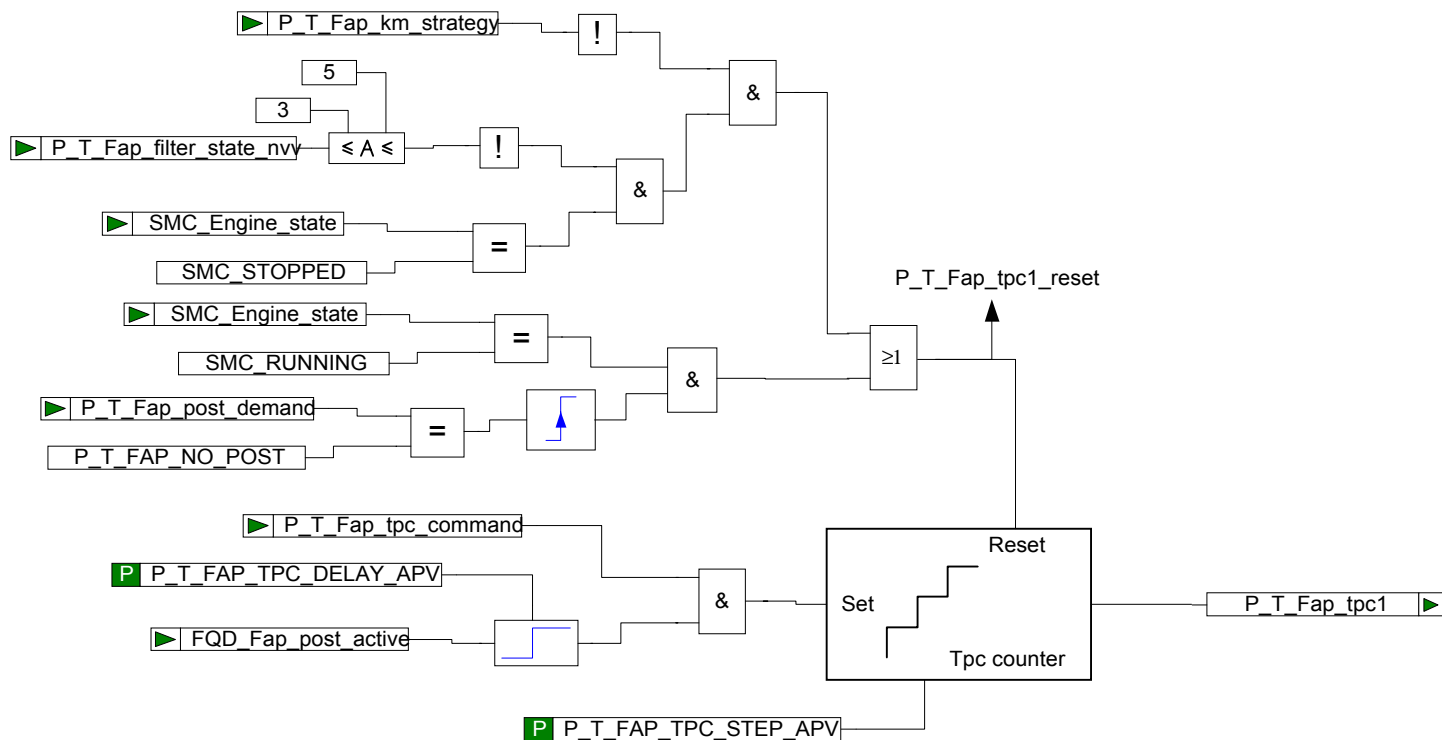 P_T_Fap_km_strategy
!
5
&
3
P_T_Fap_filter_state_nvv
≤ A ≤
!
&
SMC_Engine_state
=
SMC_STOPPED
P_T_Fap_tpc1_reset
SMC_Engine_state
=
SMC_RUNNING
≥1
&
P_T_Fap_post_demand
=
P_T_FAP_NO_POST
P_T_Fap_tpc_command
Reset
P P_T_FAP_TPC_DELAY_APV
&
Set
P_T_Fap_tpc1
FQD_Fap_post_active
Tpc counter
P P_T_FAP_TPC_STEP_APV